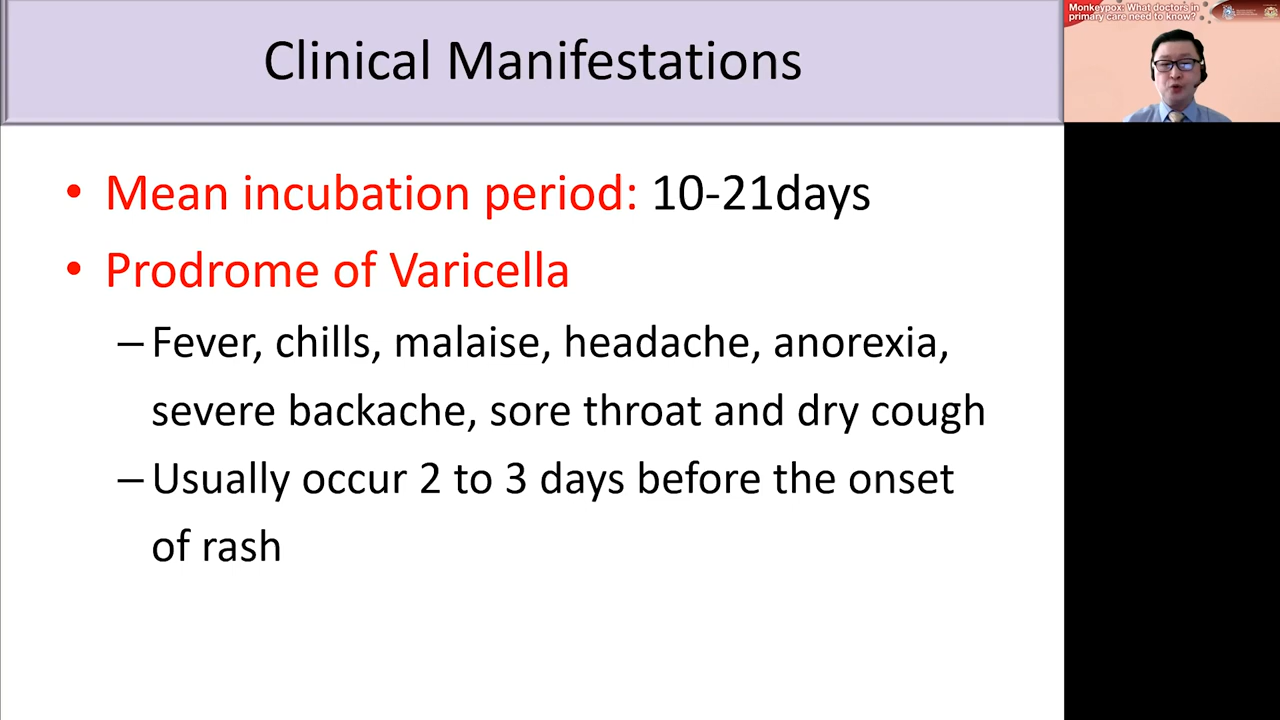 Clinical Manifestations
Monkeypox: What doctors in
primary care need to know?
• Mean incubation period: 10-21days
• Prodrome of Varicella
– Fever, chills, malaise, headache, anorexia,
severe backache, sore throat and dry cough
– Usually occur 2 to 3 days before the onset
of rash